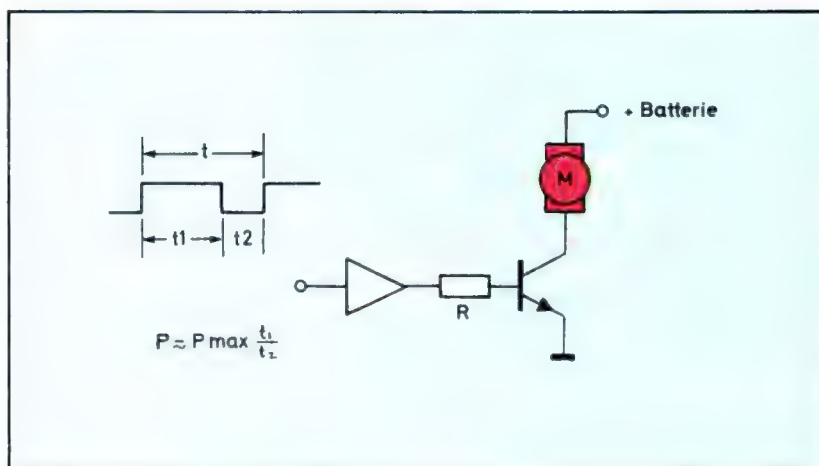 t
t1 t2
P ≈ P max t₁/t₂
R
M
+ Batterie